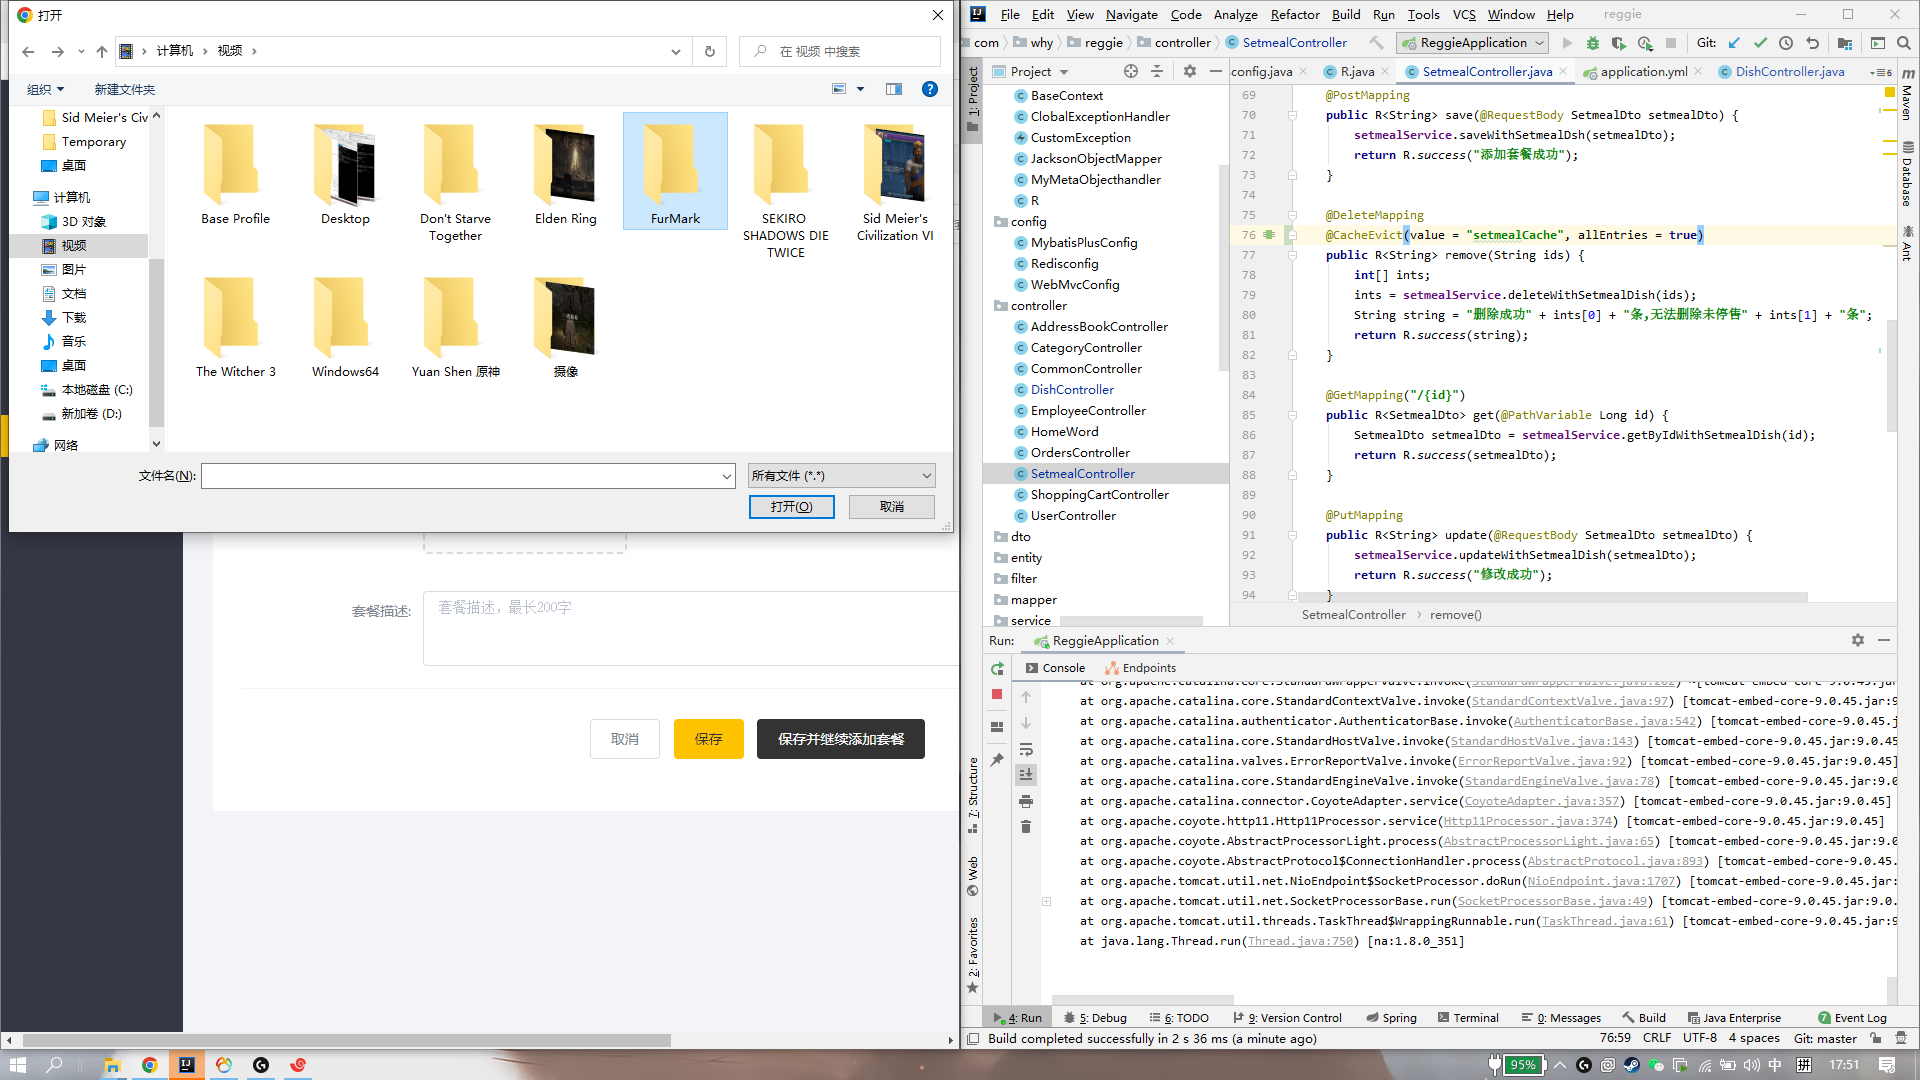 打开
计算机
视频
在 视频 中搜索
组织
新建文件夹
Sid Meier's Civ
Temporary
桌面
计算机
3D 对象
视频
图片
文档
下载
音乐
桌面
本地磁盘 (C:)
新加卷 (D:)
网络
Base Profile
Desktop
Don't Starve Together
Elden Ring
FurMark
SEKIRO SHADOWS DIE TWICE
Sid Meier's Civilization VI
The Witcher 3
Windows64
Yuan Shen 原神
摄像
文件名(N):
所有文件 (*.*)
打开(O)
取消
套餐描述:
套餐描述，最长200字
取消
保存
保存并继续添加套餐
File Edit View Navigate Code Analyze Refactor Build Run Tools VCS Window Help reggie
com why reggie controller SetmealController ReggieApplication Git:
1: Project
Project
config.java R.java SetmealController.java application.yml DishController.java
BaseContext
ClobalExceptionHandler
CustomException
JacksonObjectMapper
MyMetaObjecthandler
R
config
MybatisPlusConfig
Redisconfig
WebMvcConfig
controller
AddressBookController
CategoryController
CommonController
DishController
EmployeeController
HomeWord
OrdersController
SetmealController
ShoppingCartController
UserController
dto
entity
filter
mapper
service
69 @PostMapping
70 public R<String> save(@RequestBody SetmealDto setmealDto) {
71 setmealService.saveWithSetmealDsh(setmealDto);
72 return R.success("添加套餐成功");
73 }
74
75 @DeleteMapping
76 @CacheEvict(value = "setmealCache", allEntries = true)
77 public R<String> remove(String ids) {
78 int[] ints;
79 ints = setmealService.deleteWithSetmealDish(ids);
80 String string = "删除成功" + ints[0] + "条,无法删除未停售" + ints[1] + "条";
81 return R.success(string);
82 }
83
84 @GetMapping("/{id}")
85 public R<SetmealDto> get(@PathVariable Long id) {
86 SetmealDto setmealDto = setmealService.getByIdWithSetmealDish(id);
87 return R.success(setmealDto);
88 }
89
90 @PutMapping
91 public R<String> update(@RequestBody SetmealDto setmealDto) {
92 setmealService.updateWithSetmealDish(setmealDto);
93 return R.success("修改成功");
94 }
SetmealController remove()
Maven
Database
Ant
Run: ReggieApplication
Console Endpoints
at org.apache.catalina.core.StandardWrapperValve.invoke(StandardWrapperValve.java:202) ~[tomcat-embed-core-9.0.45.jar
at org.apache.catalina.core.StandardContextValve.invoke(StandardContextValve.java:97) [tomcat-embed-core-9.0.45.jar:9
at org.apache.catalina.authenticator.AuthenticatorBase.invoke(AuthenticatorBase.java:542) [tomcat-embed-core-9.0.45.j
at org.apache.catalina.core.StandardHostValve.invoke(StandardHostValve.java:143) [tomcat-embed-core-9.0.45.jar:9.0.45
at org.apache.catalina.valves.ErrorReportValve.invoke(ErrorReportValve.java:92) [tomcat-embed-core-9.0.45.jar:9.0.45]
at org.apache.catalina.core.StandardEngineValve.invoke(StandardEngineValve.java:78) [tomcat-embed-core-9.0.45.jar:9.0
at org.apache.catalina.connector.CoyoteAdapter.service(CoyoteAdapter.java:357) [tomcat-embed-core-9.0.45.jar:9.0.45]
at org.apache.coyote.http11.Http11Processor.service(Http11Processor.java:374) [tomcat-embed-core-9.0.45.jar:9.0.45]
at org.apache.coyote.AbstractProcessorLight.process(AbstractProcessorLight.java:65) [tomcat-embed-core-9.0.45.jar:9.0
at org.apache.coyote.AbstractProtocol$ConnectionHandler.process(AbstractProtocol.java:893) [tomcat-embed-core-9.0.45.
at org.apache.tomcat.util.net.NioEndpoint$SocketProcessor.doRun(NioEndpoint.java:1707) [tomcat-embed-core-9.0.45.jar:
at org.apache.tomcat.util.net.SocketProcessorBase.run(SocketProcessorBase.java:49) [tomcat-embed-core-9.0.45.jar:9.0.
at org.apache.tomcat.util.threads.TaskThread$WrappingRunnable.run(TaskThread.java:61) [tomcat-embed-core-9.0.45.jar:9
at java.lang.Thread.run(Thread.java:750) [na:1.8.0_351]
7: Structure
Web
2: Favorites
4: Run 5: Debug 6: TODO 9: Version Control Spring Terminal 0: Messages Build Java Enterprise 7 Event Log
Build completed successfully in 2 s 36 ms (a minute ago) 76:59 CRLF UTF-8 4 spaces Git: master
95% 中 拼 17:51